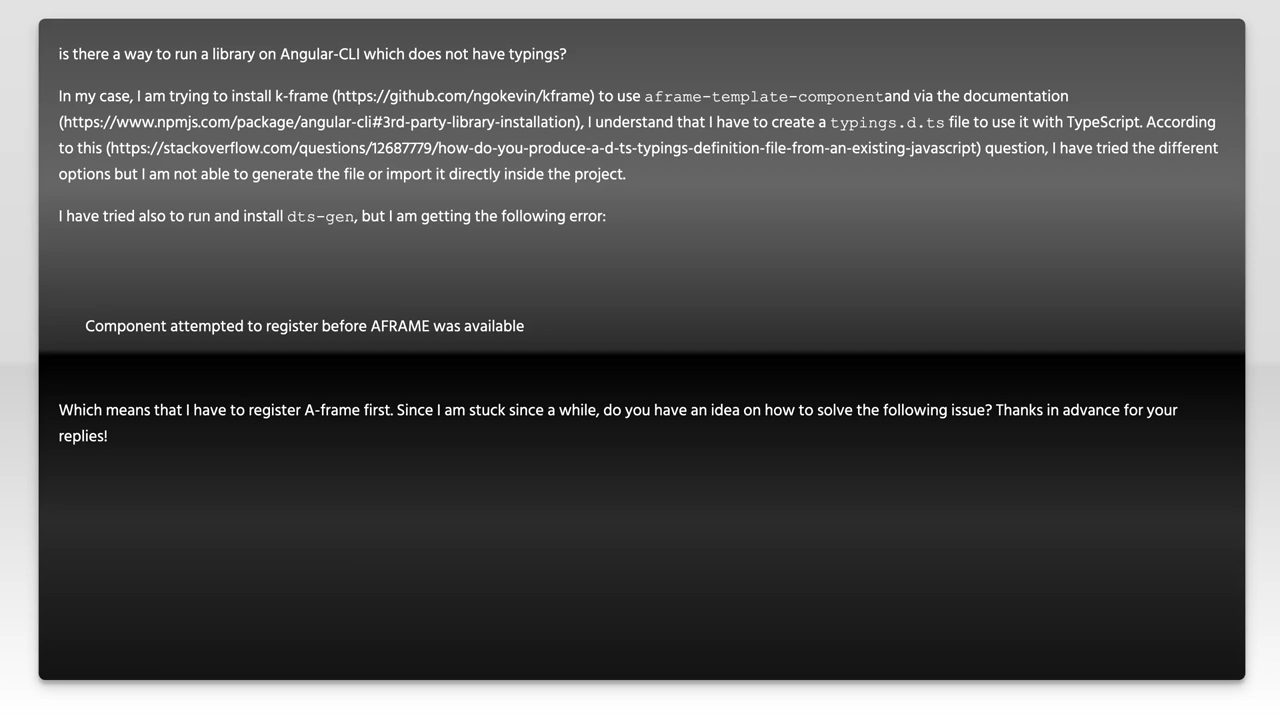 is there a way to run a library on Angular-CLI which does not have typings?
In my case, I am trying to install k-frame (https://github.com/ngokevin/kframe) to use aframe-template-componentand via the documentation
(https://www.npmjs.com/package/angular-cli#3rd-party-library-installation), I understand that I have to create a typings.d.ts file to use it with TypeScript. According
to this (https://stackoverflow.com/questions/12687779/how-do-you-produce-a-d-ts-typings-definition-file-from-an-existing-javascript) question, I have tried the different
options but I am not able to generate the file or import it directly inside the project.
I have tried also to run and install dts-gen, but I am getting the following error:
Component attempted to register before AFRAME was available
Which means that I have to register A-frame first. Since I am stuck since a while, do you have an idea on how to solve the following issue? Thanks in advance for your
replies!